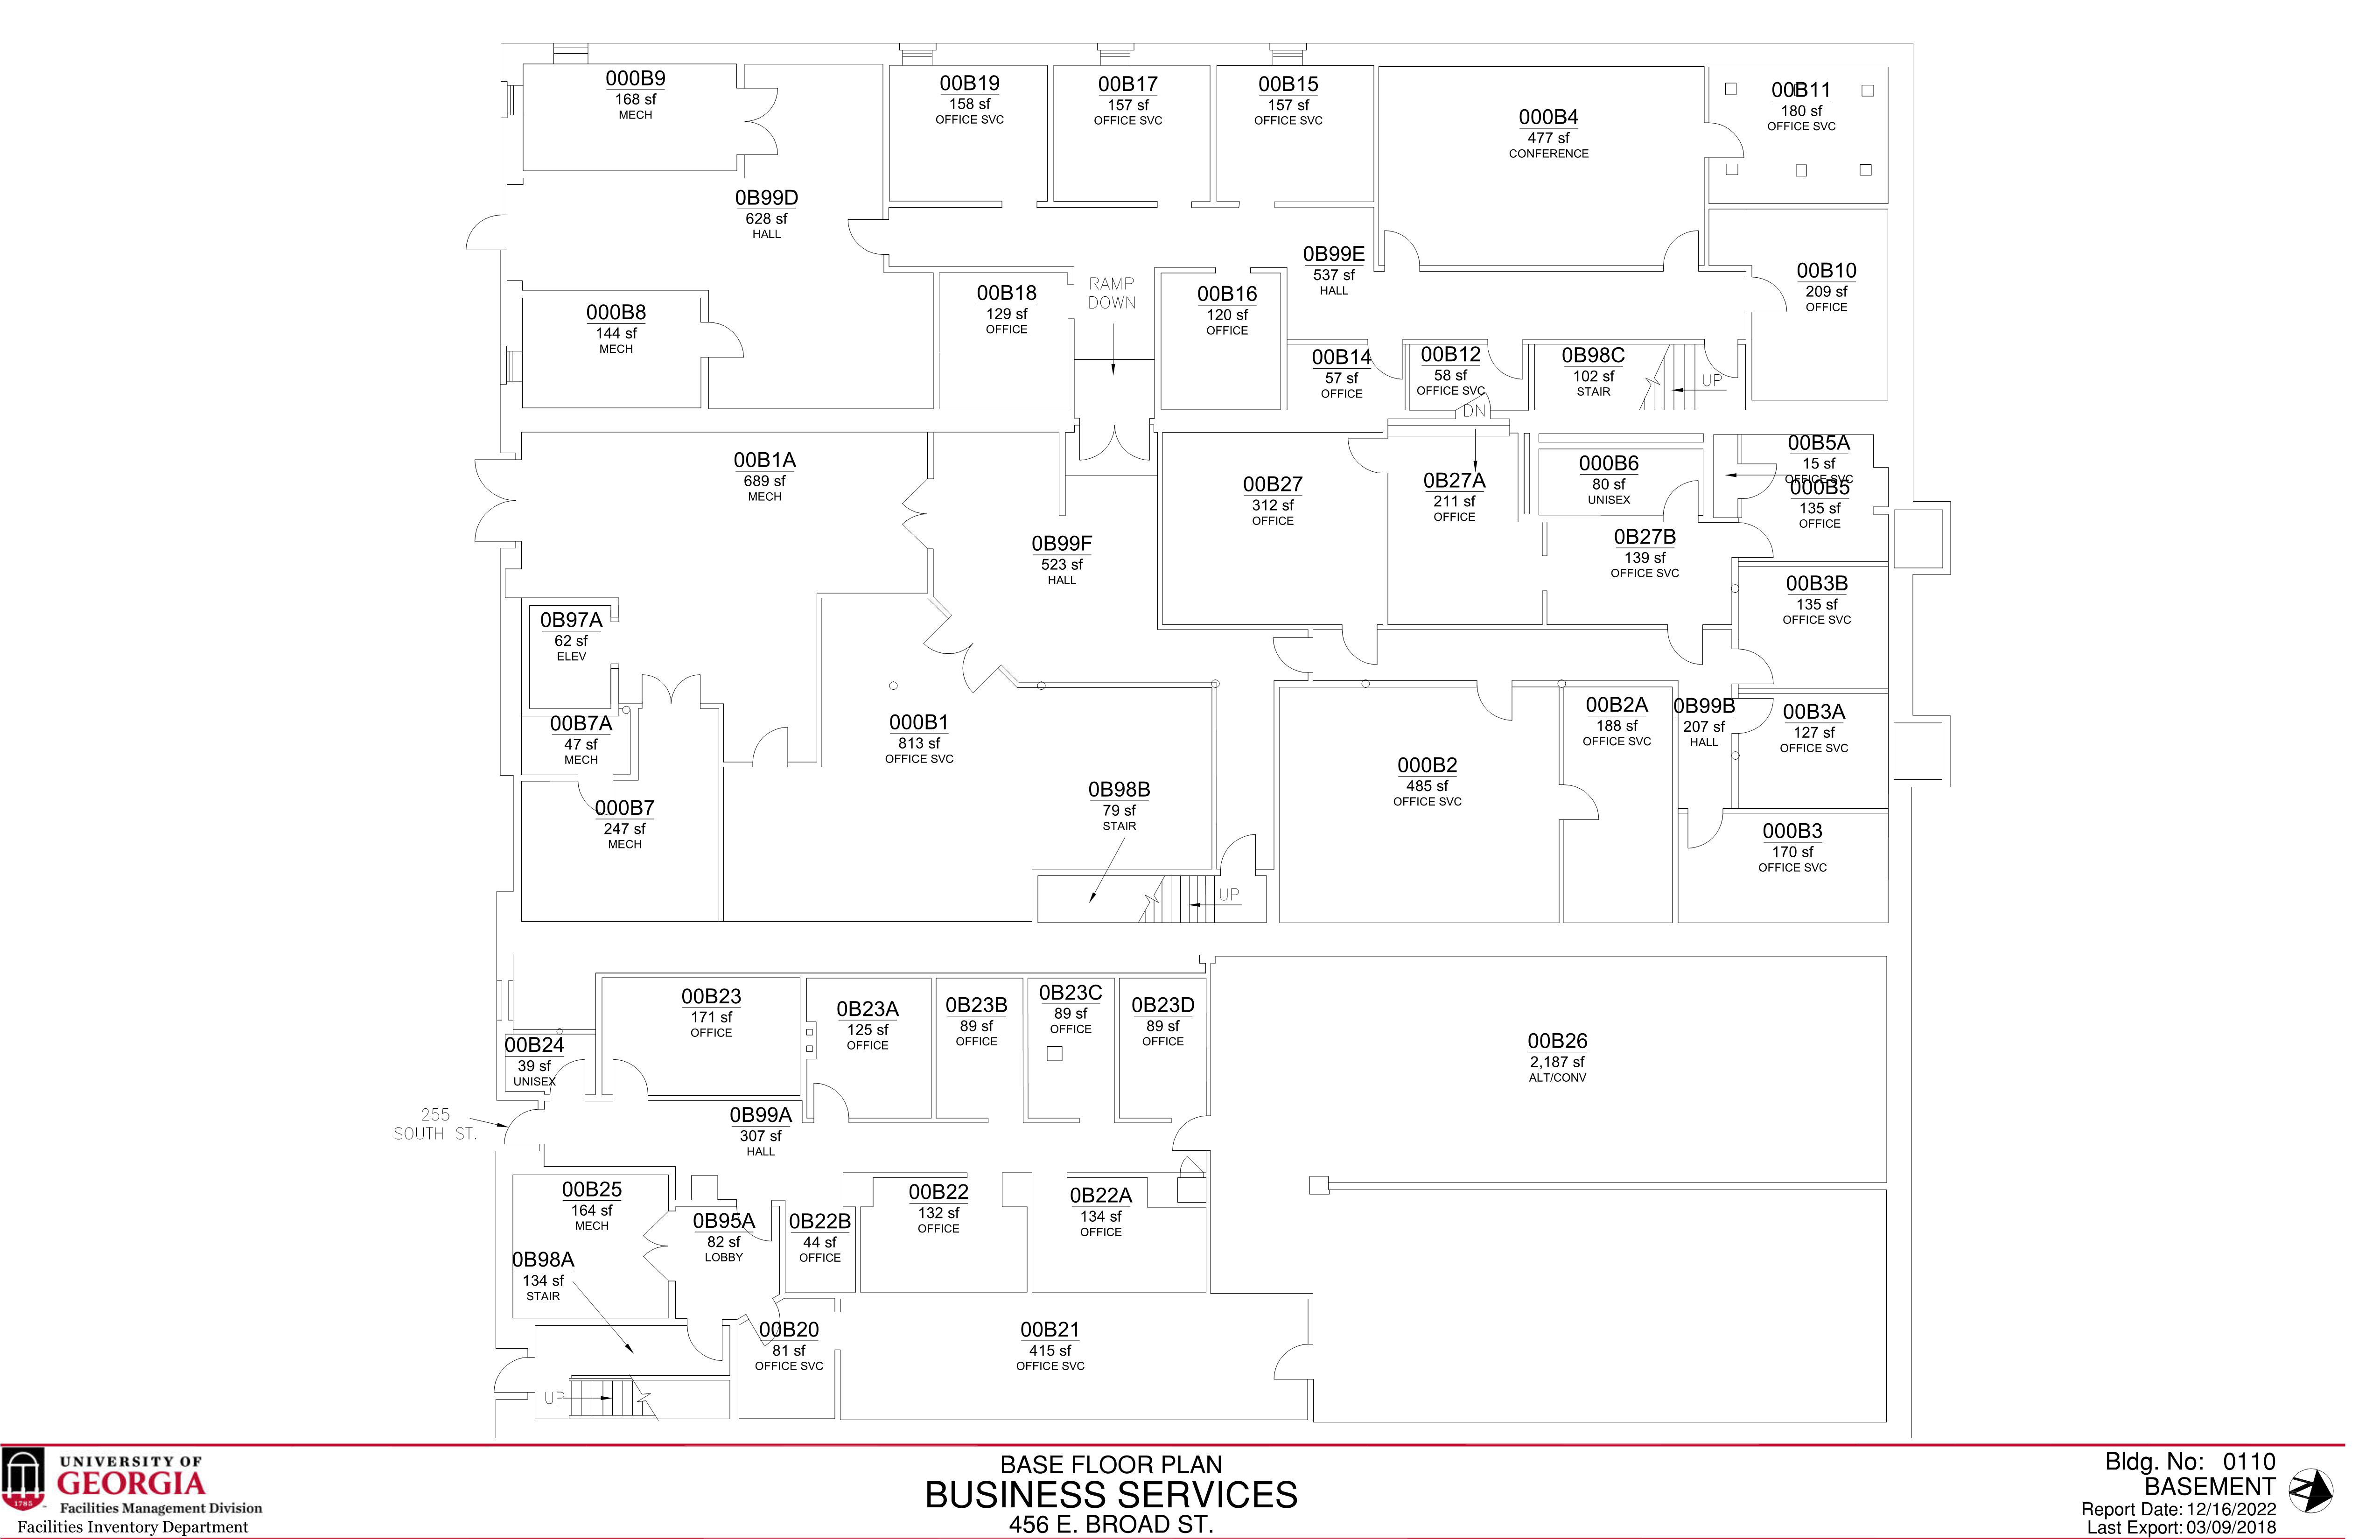 000B9
168 sf
MECH
00B19
158 sf
OFFICE SVC
00B17
157 sf
OFFICE SVC
00B15
157 sf
OFFICE SVC
000B4
477 sf
CONFERENCE
00B11
180 sf
OFFICE SVC
0B99D
628 sf
HALL
0B99E
537 sf
HALL
00B10
209 sf
OFFICE
000B8
144 sf
MECH
00B18
129 sf
OFFICE
RAMP
DOWN
00B16
120 sf
OFFICE
00B14
57 sf
OFFICE
00B12
58 sf
OFFICE SVC
0B98C
102 sf
STAIR
UP
DN
00B1A
689 sf
MECH
00B27
312 sf
OFFICE
0B27A
211 sf
OFFICE
000B6
80 sf
UNISEX
00B5A
15 sf
OFFICE SVC
000B5
135 sf
OFFICE
0B99F
523 sf
HALL
0B27B
139 sf
OFFICE SVC
00B3B
135 sf
OFFICE SVC
0B97A
62 sf
ELEV
00B7A
47 sf
MECH
000B1
813 sf
OFFICE SVC
00B2A
188 sf
OFFICE SVC
0B99B
207 sf
HALL
00B3A
127 sf
OFFICE SVC
000B2
485 sf
OFFICE SVC
000B7
247 sf
MECH
0B98B
79 sf
STAIR
UP
000B3
170 sf
OFFICE SVC
00B23
171 sf
OFFICE
0B23A
125 sf
OFFICE
0B23B
89 sf
OFFICE
0B23C
89 sf
OFFICE
0B23D
89 sf
OFFICE
00B24
39 sf
UNISEX
00B26
2,187 sf
ALT/CONV
255
SOUTH ST.
0B99A
307 sf
HALL
00B25
164 sf
MECH
0B95A
82 sf
LOBBY
0B22B
44 sf
OFFICE
00B22
132 sf
OFFICE
0B22A
134 sf
OFFICE
0B98A
134 sf
STAIR
00B20
81 sf
OFFICE SVC
00B21
415 sf
OFFICE SVC
UP
1785
UNIVERSITY OF
GEORGIA
Facilities Management Division
Facilities Inventory Department
BASE FLOOR PLAN
BUSINESS SERVICES
456 E. BROAD ST.
Bldg. No: 0110
BASEMENT
Report Date: 12/16/2022
Last Export: 03/09/2018